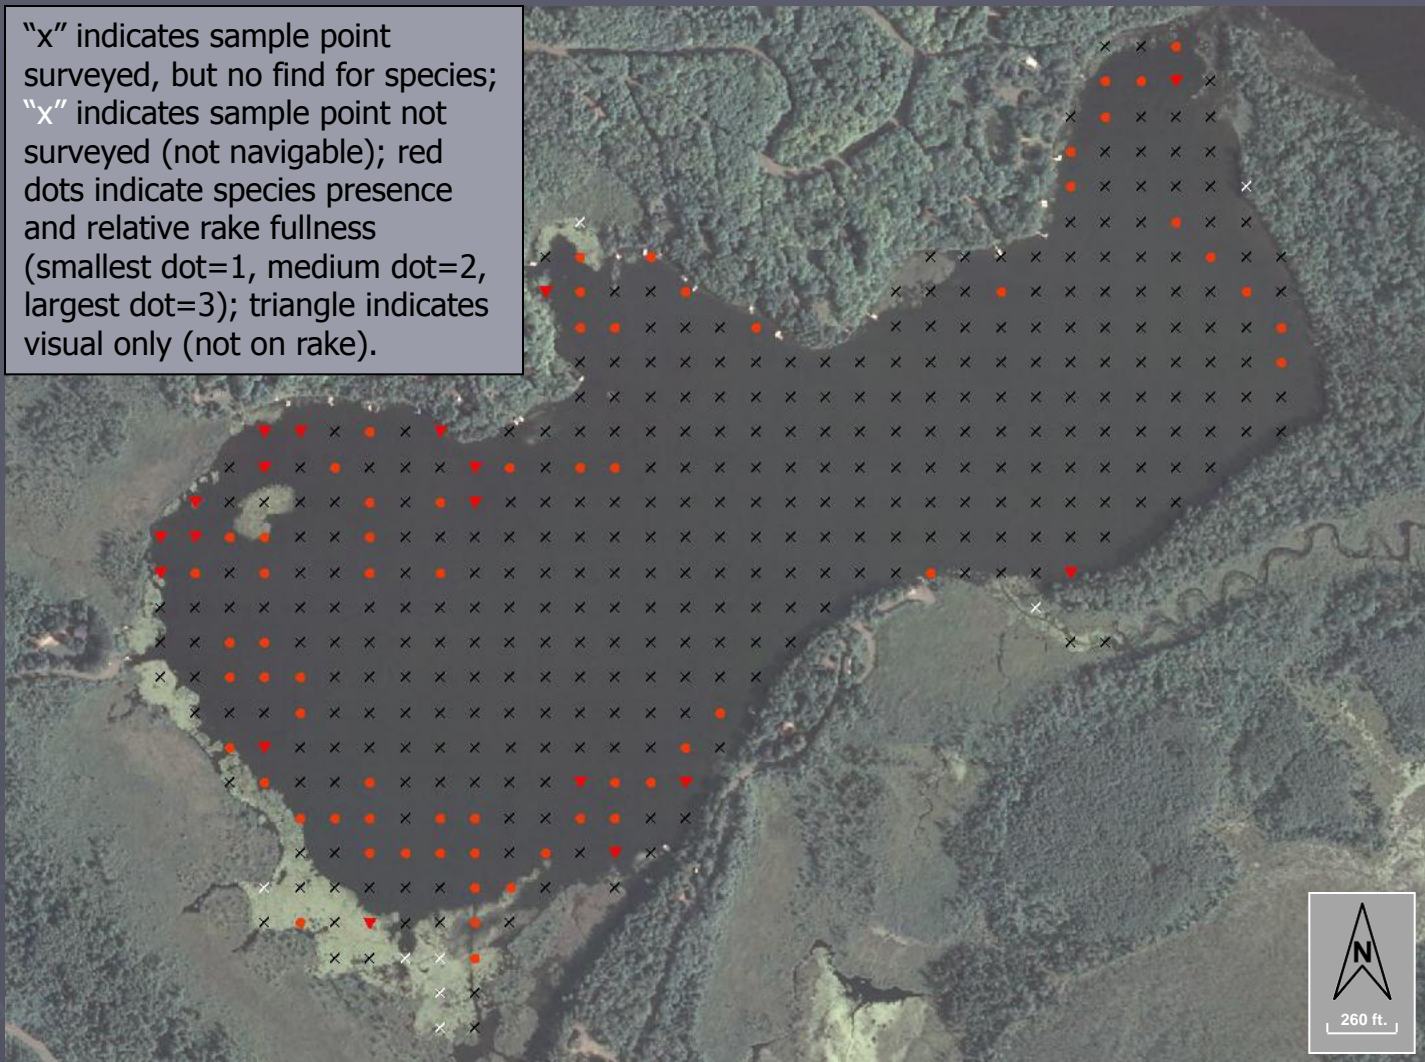 “x” indicates sample point
surveyed, but no find for species;
“x” indicates sample point not
surveyed (not navigable); red
dots indicate species presence
and relative rake fullness
(smallest dot=1, medium dot=2,
largest dot=3); triangle indicates
visual only (not on rake).
N
260 ft.